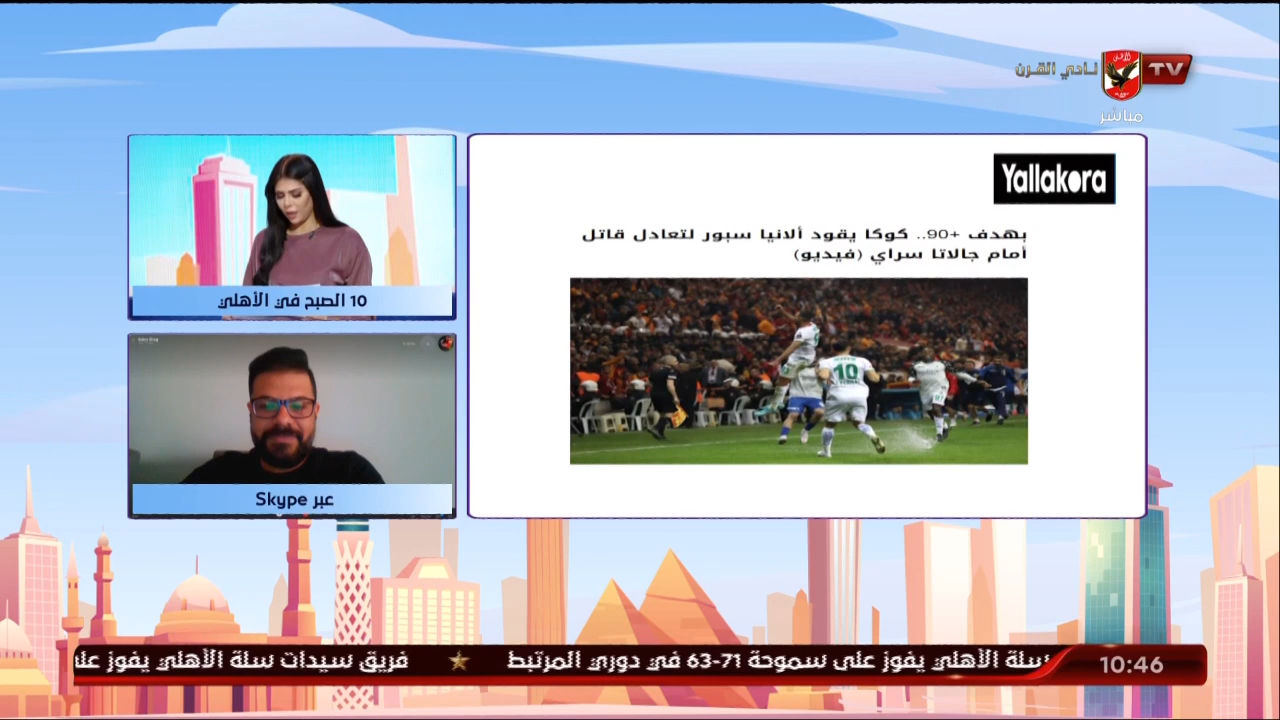 TV
نادي القرن
مباشر
Yallakora
بهدف +90.. كوكا يقود ألانيا سبور لتعادل قاتل
أمام جالاتا سراي (فيديو)
10
10 الصبح في الأهلي
عبر Skype
سلة الأهلي يفوز على سموحة 71-63 في دوري المرتبط
فريق سيدات سلة الأهلي يفوز على
10:46